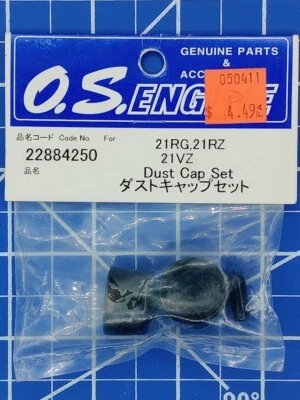 GENUINE PARTS
&
O.S.ENGINE
050411
$ 4.49
品名コード Code No. For
22884250
21RG,21RZ
21VZ
品名
Dust Cap Set
ダストキャップセット
90°